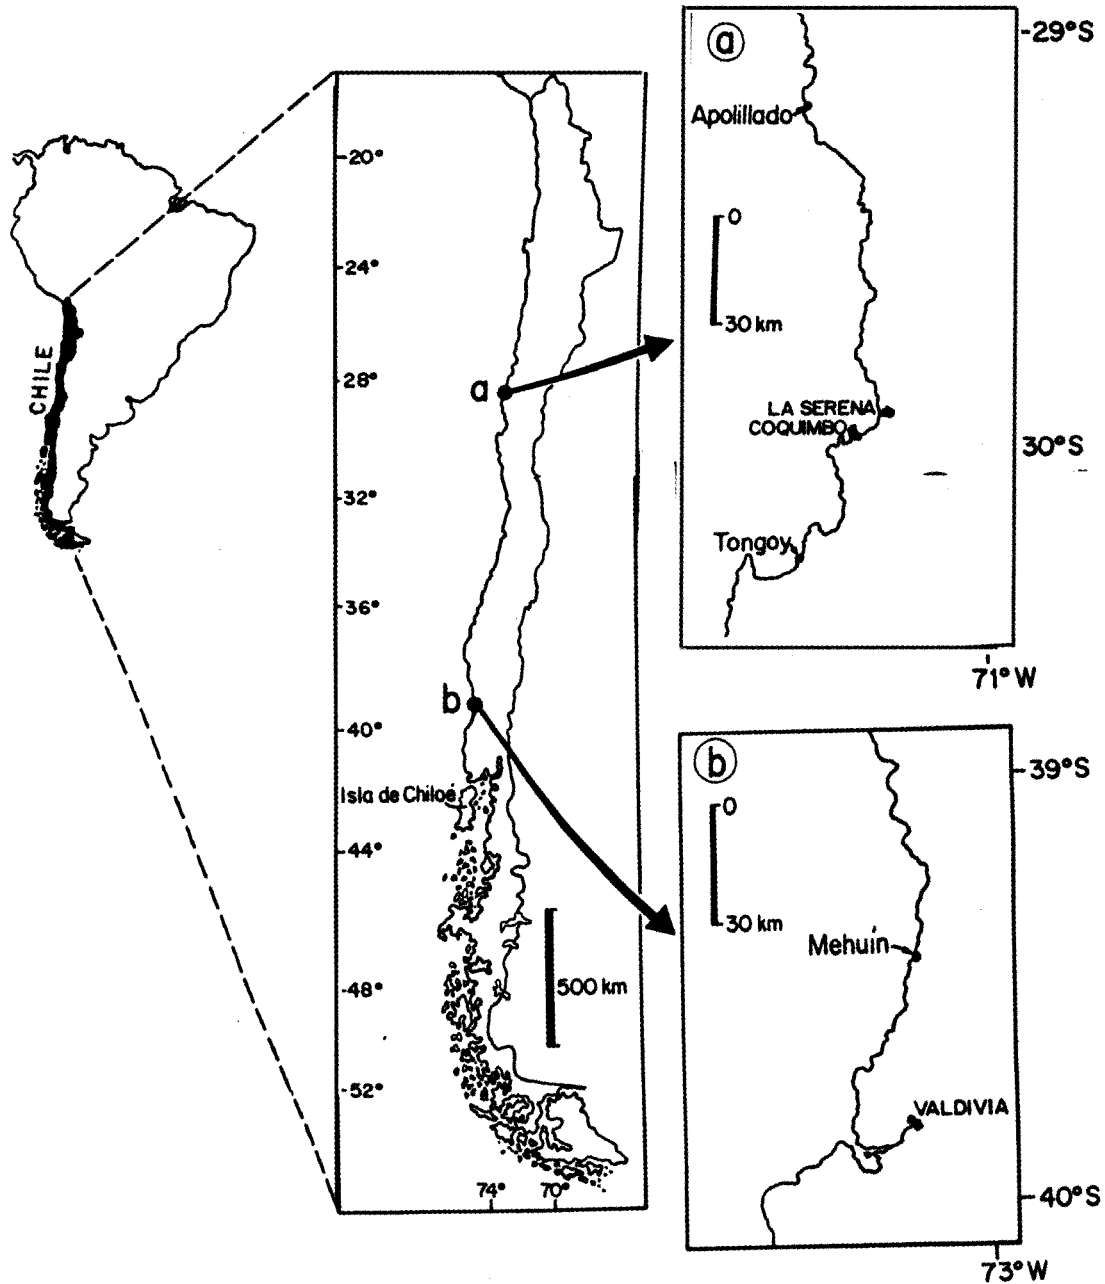 CHILE
-20°
-24°
-28°
-32°
-36°
-40°
-44°
-48°
-52°
a
b
Isla de Chiloé
500 km
74° 70°
a
-29°S
Apolillado
0
30 km
LA SERENA
COQUIMBO
30°S
Tongoy
71°W
b
39°S
0
30 km
Mehuín
VALDIVIA
40°S
73°W